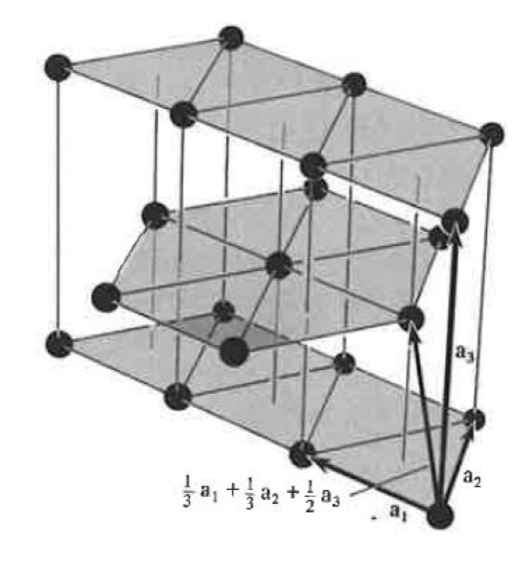 a₃
a₂
1/3 a₁ + 1/3 a₂ + 1/2 a₃
a₁